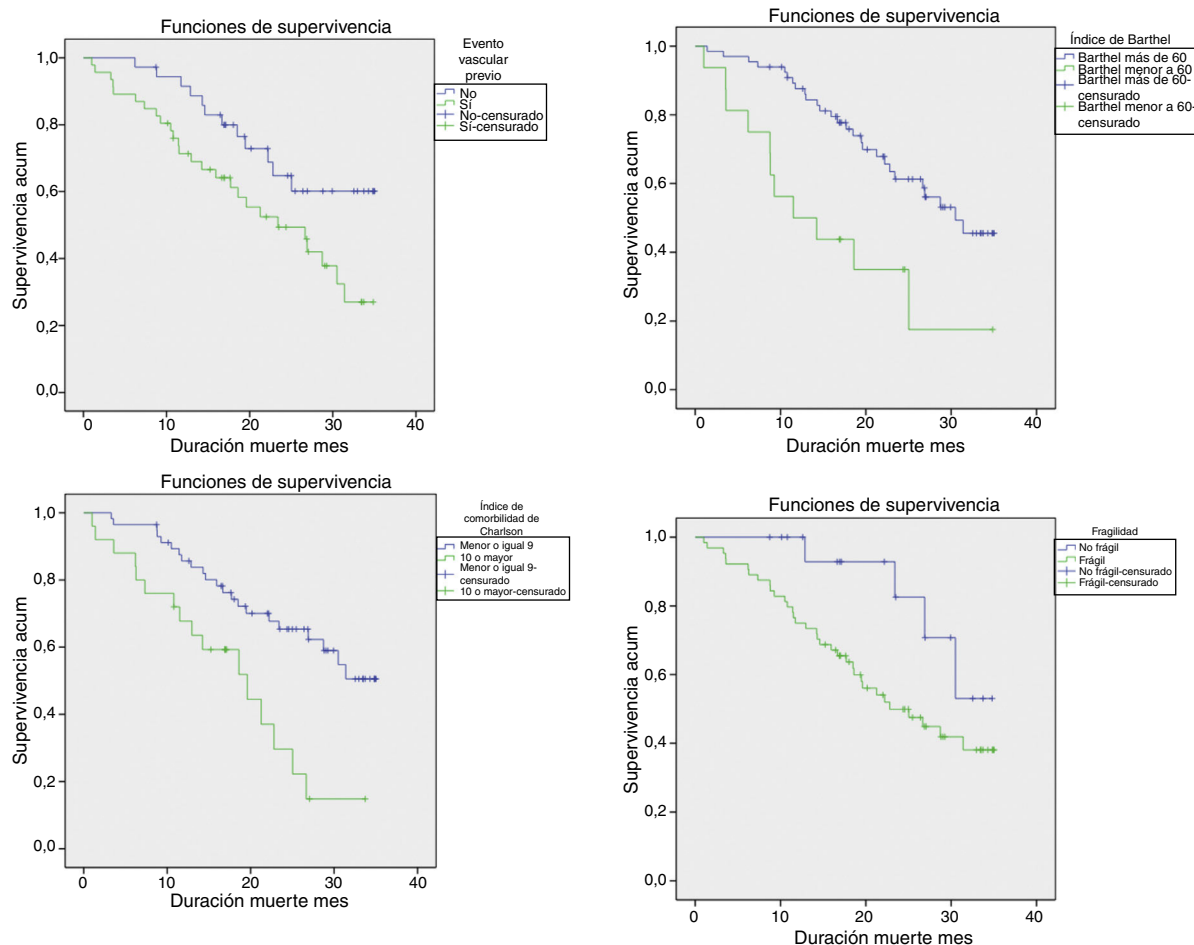 Funciones de supervivencia
Evento
vascular
previo
No
Sí
No-censurado
Sí-censurado
Supervivencia acum
1,0
0,8
0,6
0,4
0,2
0,0
0 10 20 30 40
Duración muerte mes
Funciones de supervivencia
Índice de Barthel
Barthel más de 60
Barthel menor a 60
Barthel más de 60-
censurado
Barthel menor a 60-
censurado
Supervivencia acum
1,0
0,8
0,6
0,4
0,2
0,0
0 10 20 30 40
Duración muerte mes
Funciones de supervivencia
Índice de
comorbilidad de
Charlson
Menor o igual 9
10 o mayor
Menor o igual 9-
censurado
10 o mayor-censurado
Supervivencia acum
1,0
0,8
0,6
0,4
0,2
0,0
0 10 20 30 40
Duración muerte mes
Funciones de supervivencia
Fragilidad
No frágil
Frágil
No frágil-censurado
Frágil-censurado
Supervivencia acum
1,0
0,8
0,6
0,4
0,2
0,0
0 10 20 30 40
Duración muerte mes